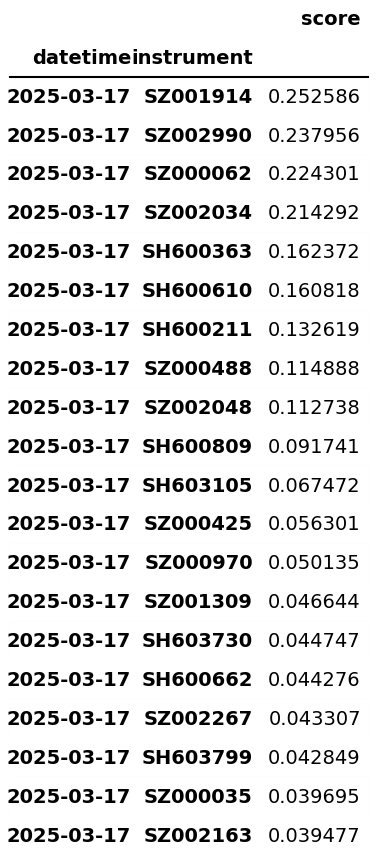 score
datetime instrument
2025-03-17 SZ001914 0.252586
2025-03-17 SZ002990 0.237956
2025-03-17 SZ000062 0.224301
2025-03-17 SZ002034 0.214292
2025-03-17 SH600363 0.162372
2025-03-17 SH600610 0.160818
2025-03-17 SH600211 0.132619
2025-03-17 SZ000488 0.114888
2025-03-17 SZ002048 0.112738
2025-03-17 SH600809 0.091741
2025-03-17 SH603105 0.067472
2025-03-17 SZ000425 0.056301
2025-03-17 SZ000970 0.050135
2025-03-17 SZ001309 0.046644
2025-03-17 SH603730 0.044747
2025-03-17 SH600662 0.044276
2025-03-17 SZ002267 0.043307
2025-03-17 SH603799 0.042849
2025-03-17 SZ000035 0.039695
2025-03-17 SZ002163 0.039477